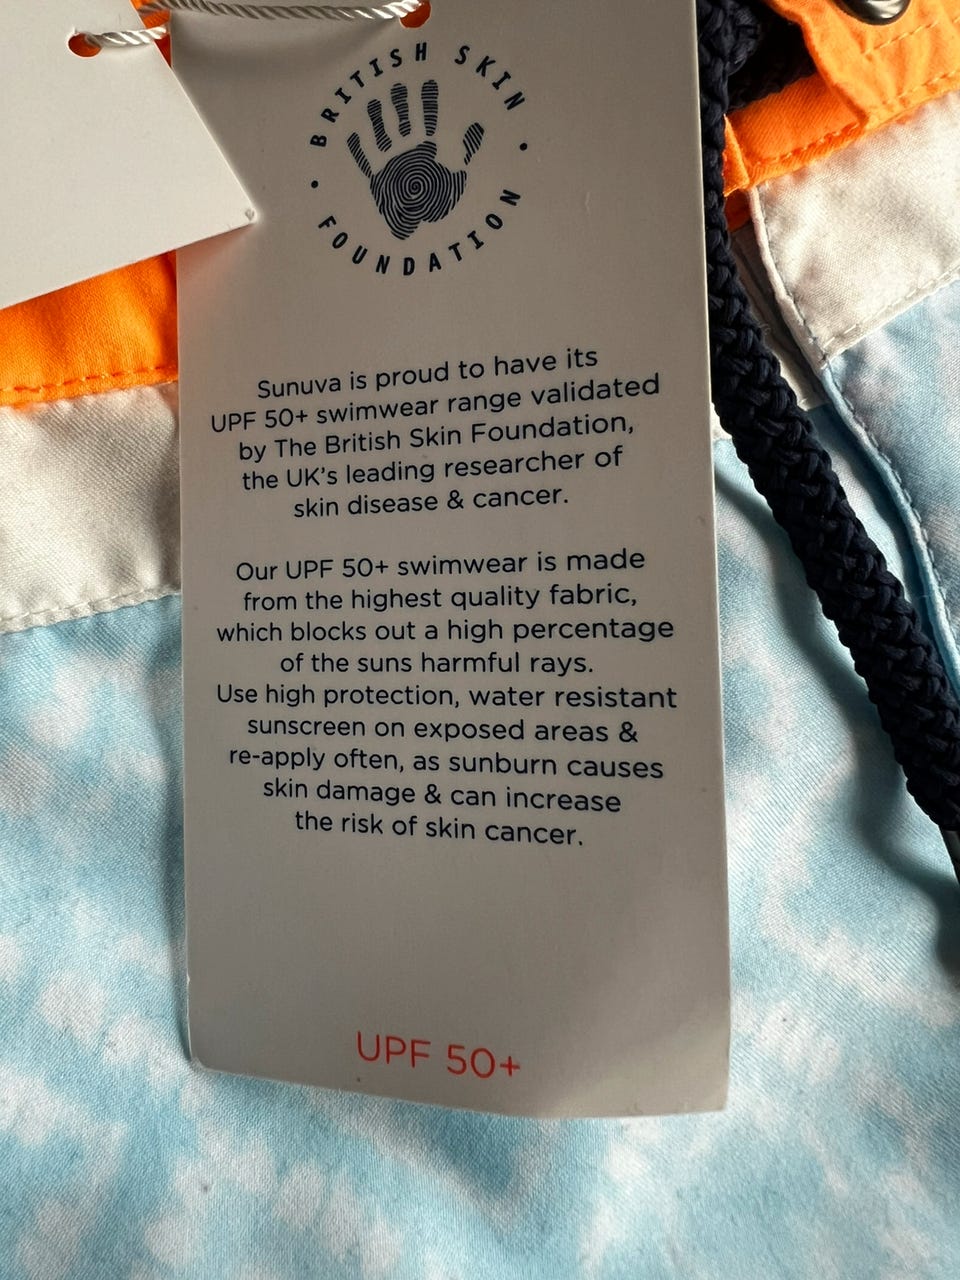 BRITISH SKIN
FOUNDATION
Sunuva is proud to have its
UPF 50+ swimwear range validated
by The British Skin Foundation,
the UK's leading researcher of
skin disease & cancer.
Our UPF 50+ swimwear is made
from the highest quality fabric,
which blocks out a high percentage
of the suns harmful rays.
Use high protection, water resistant
sunscreen on exposed areas &
re-apply often, as sunburn causes
skin damage & can increase
the risk of skin cancer.
UPF 50+